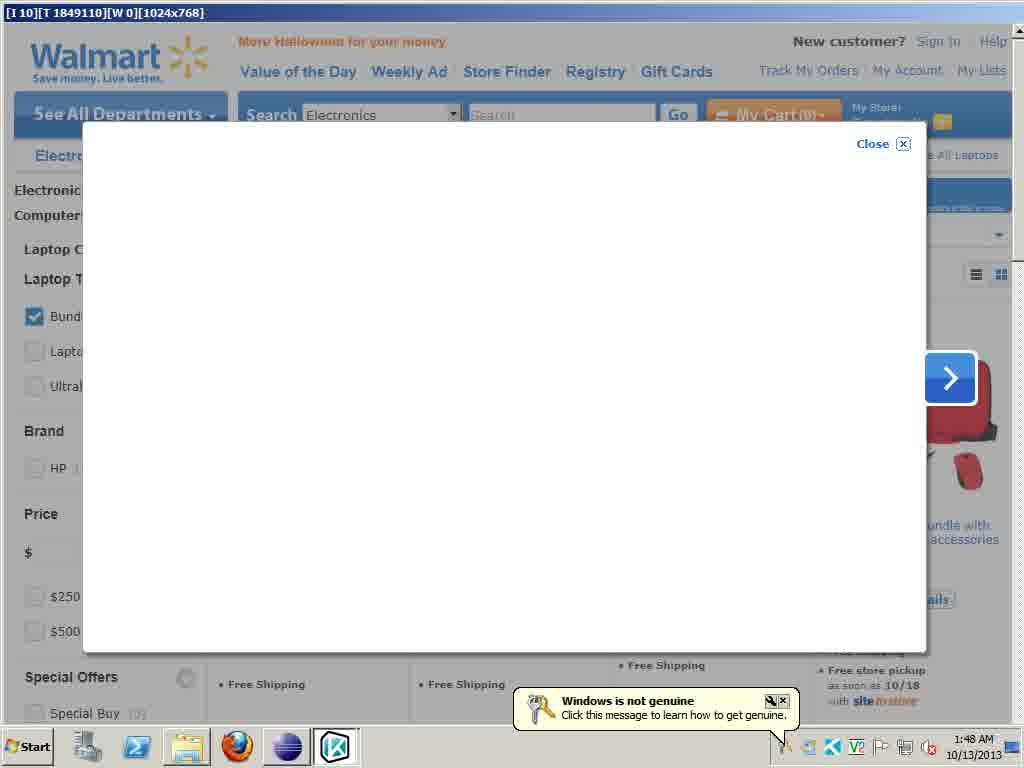 [I 10][T 1849110][W 0][1024x768]
Walmart
Save money. Live better.
More Halloween for your money
New customer? Sign In Help
Value of the Day Weekly Ad Store Finder Registry Gift Cards
Track My Orders My Account My Lists
See All Departments
Search Electronics Search Go My Cart (0)
My Store:
Electro
e All Laptops
Close
Electronic
Computer
Laptop C
Laptop T
Bund
Lapto
Ultral
Brand
HP
Price
$
undle with
accessories
$250
ails
$500
Special Offers
• Free Shipping
• Free Shipping
• Free Shipping
• Free store pickup
as soon as 10/18
with site to store
Special Buy (0)
Windows is not genuine
Click this message to learn how to get genuine.
Start
1:48 AM
10/13/2013